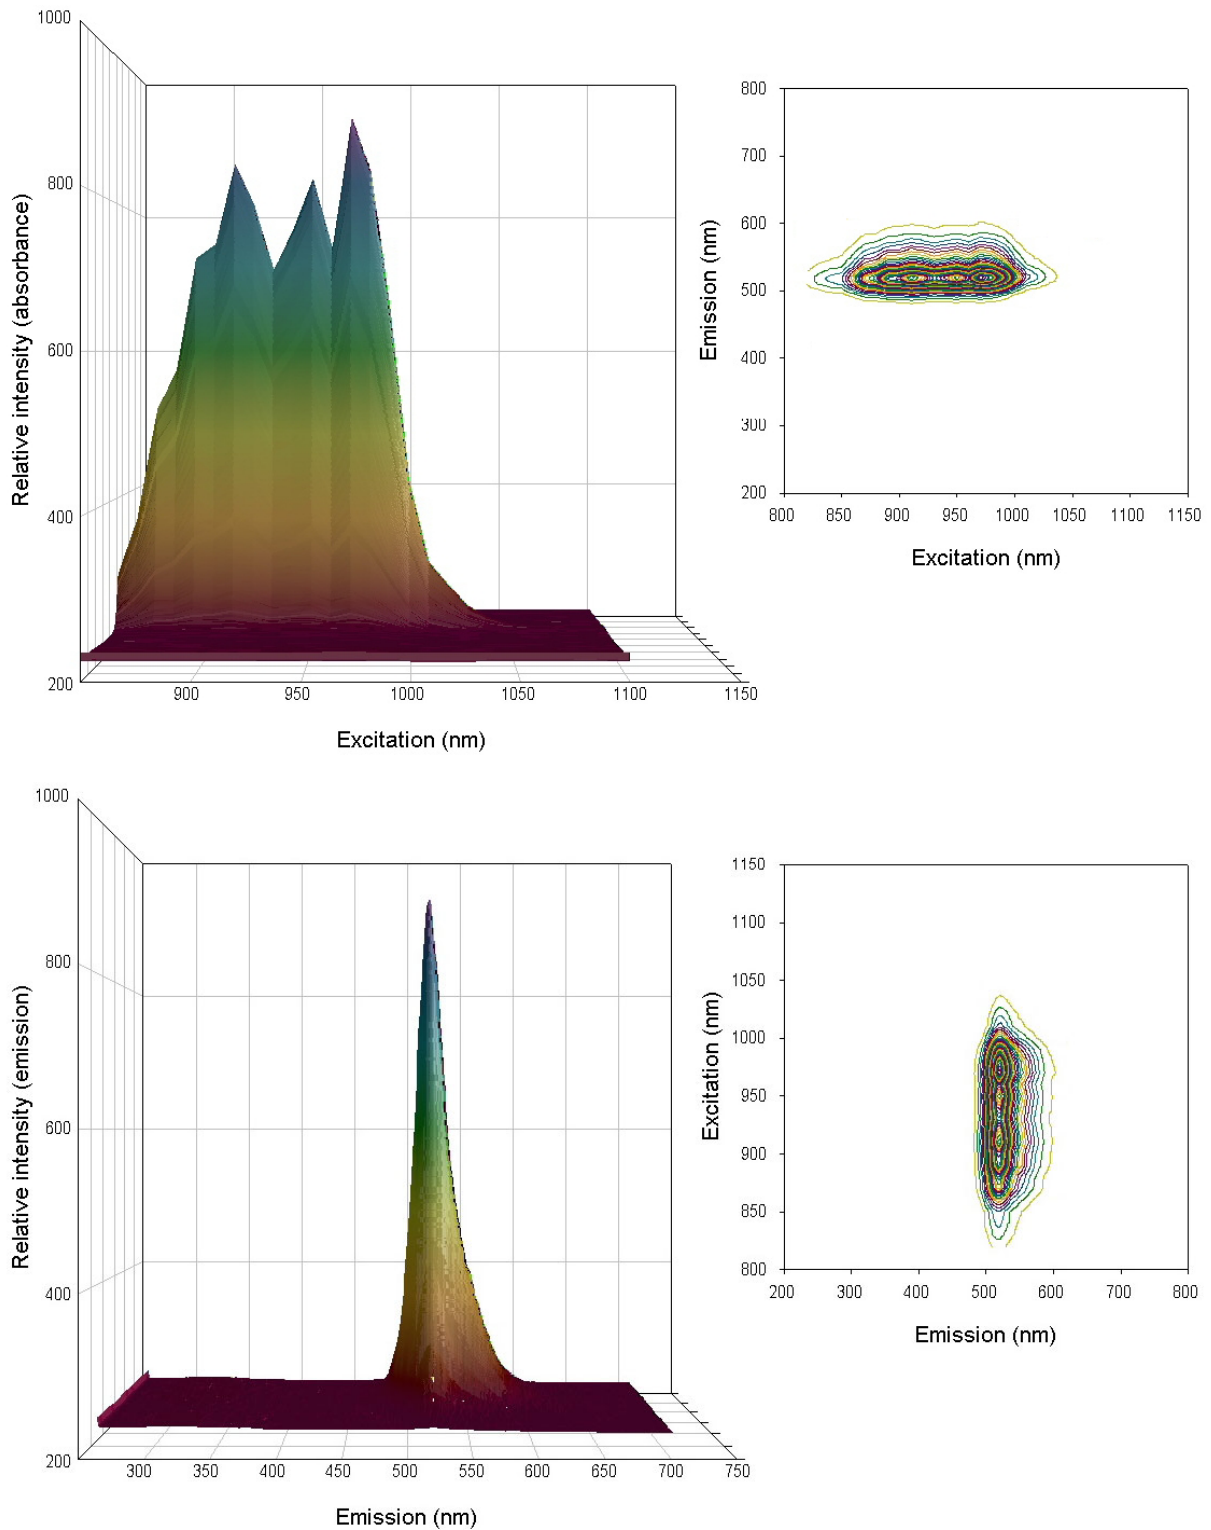 1000
800
600
400
200
Relative intensity (absorbance)
900 950 1000 1050 1100 1150
Excitation (nm)
800
700
600
500
400
300
200
Emission (nm)
800 850 900 950 1000 1050 1100 1150
Excitation (nm)
1000
800
600
400
200
Relative intensity (emission)
300 350 400 450 500 550 600 650 700 750
Emission (nm)
1150
1100
1050
1000
950
900
850
800
Excitation (nm)
200 300 400 500 600 700 800
Emission (nm)